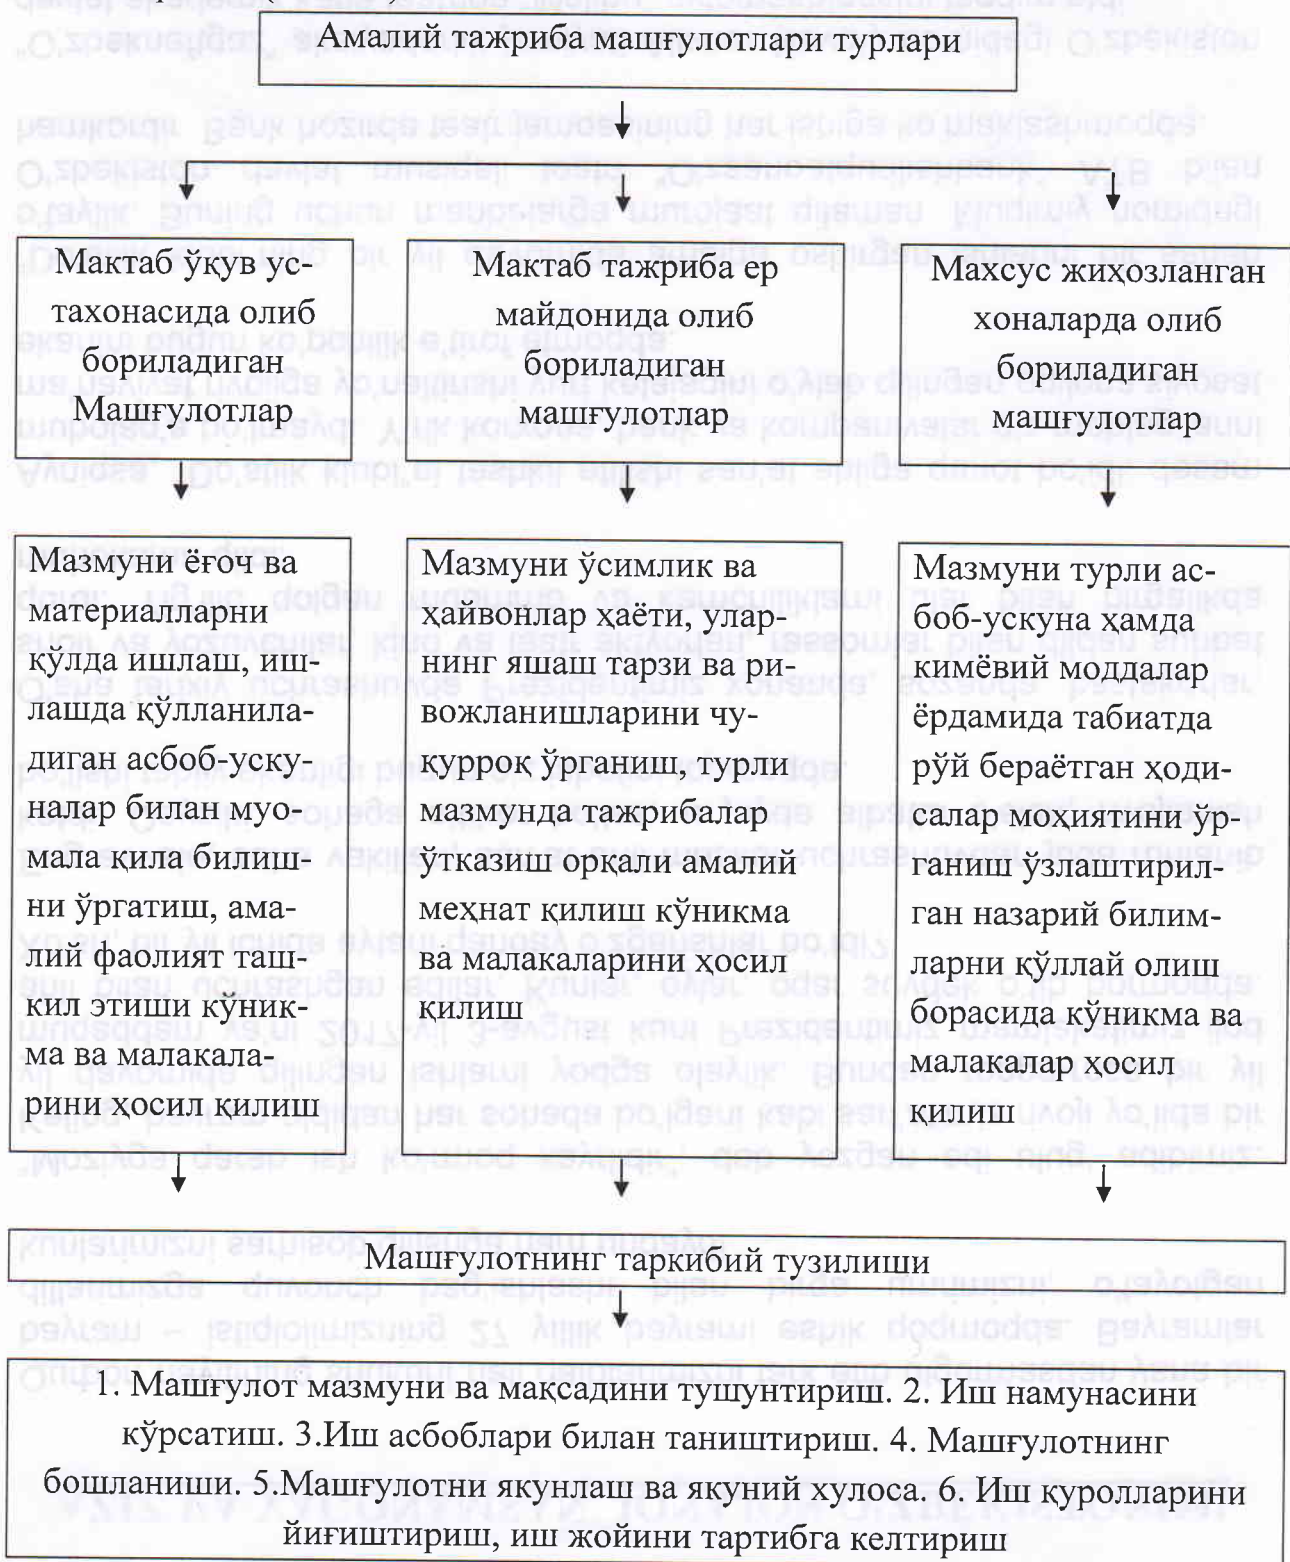 Амалий тажриба машғулотлари турлари
Мактаб ўқув ус-
тахонасида олиб
бориладиган
Машғулотлар
Мактаб тажриба ер
майдонида олиб
бориладиган
машғулотлар
Махсус жиҳозланган
хоналарда олиб
бориладиган
машғулотлар
Мазмуни ёғоч ва
материалларни
қўлда ишлаш, иш-
лашда қўлланила-
диган асбоб-уску-
налар билан муо-
мала қила билиш-
ни ўргатиш, ама-
лий фаолият таш-
кил этиши кўник-
ма ва малакала-
рини ҳосил қилиш
Мазмуни ўсимлик ва
ҳайвонлар ҳаёти, улар-
нинг яшаш тарзи ва ри-
вожланишларини чу-
қурроқ ўрганиш, турли
мазмунда тажрибалар
ўтказиш орқали амалий
меҳнат қилиш кўникма
ва малакаларини ҳосил
қилиш
Мазмуни турли ас-
боб-ускуна ҳамда
кимёвий моддалар
ёрдамида табиатда
рўй бераётган ҳоди-
салар моҳиятини ўр-
ганиш ўзлаштирил-
ган назарий билим-
ларни қўллай олиш
борасида кўникма ва
малакалар ҳосил
қилиш
Машғулотнинг таркибий тузилиши
1. Машғулот мазмуни ва мақсадини тушунтириш. 2. Иш намунасини
кўрсатиш. 3.Иш асбоблари билан таништириш. 4. Машғулотнинг
бошланиши. 5.Машғулотни якунлаш ва якуний хулоса. 6. Иш қуролларини
йиғиштириш, иш жойини тартибга келтириш